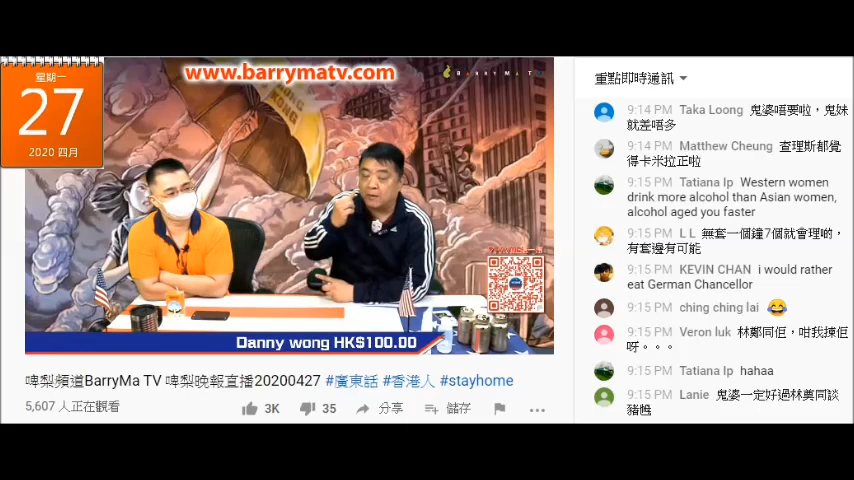 www.barrymatv.com
BARRY MA TV
星期一
27
2020 四月
HONG KONG
Danny wong HK$100.00
啤梨頻道BarryMa TV 啤梨晚報直播20200427 #廣東話 #香港人 #stayhome
5,607 人正在觀看
3K
35
分享
儲存
重點即時通訊
9:14 PM Taka Loong 鬼婆唔要啦，鬼妹
就差唔多
9:14 PM Matthew Cheung 查理斯都覺
得卡米拉正啦
9:15 PM Tatiana Ip Western women
drink more alcohol than Asian women,
alcohol aged you faster
9:15 PM L L 無套一個鐘7個就會理啲，
有套邊有可能
9:15 PM KEVIN CHAN i would rather
eat German Chancellor
9:15 PM ching ching lai 😂
9:15 PM Veron luk 林鄭同佢，咁我揀佢
呀。。。
9:15 PM Tatiana Ip hahaa
9:15 PM Lanie 鬼婆一定好過林奠同談